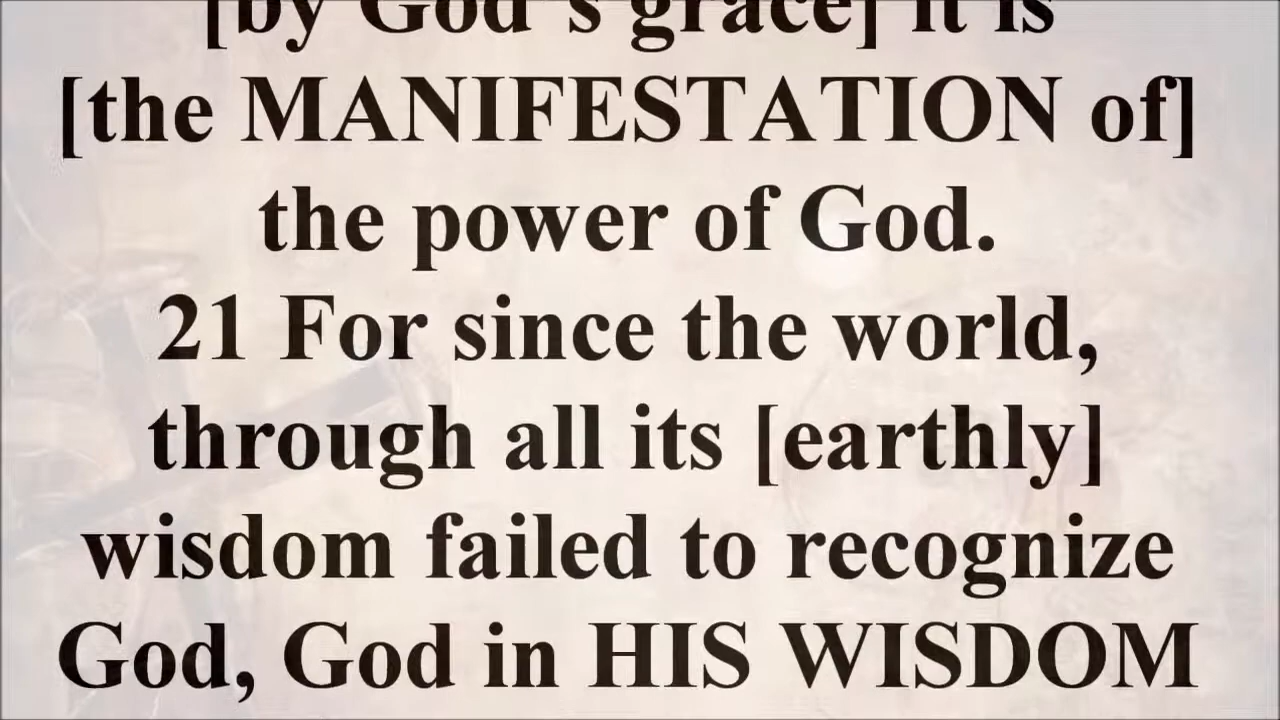 [by God's grace] it is
[the MANIFESTATION of]
the power of God.
21 For since the world,
through all its [earthly]
wisdom failed to recognize
God, God in HIS WISDOM